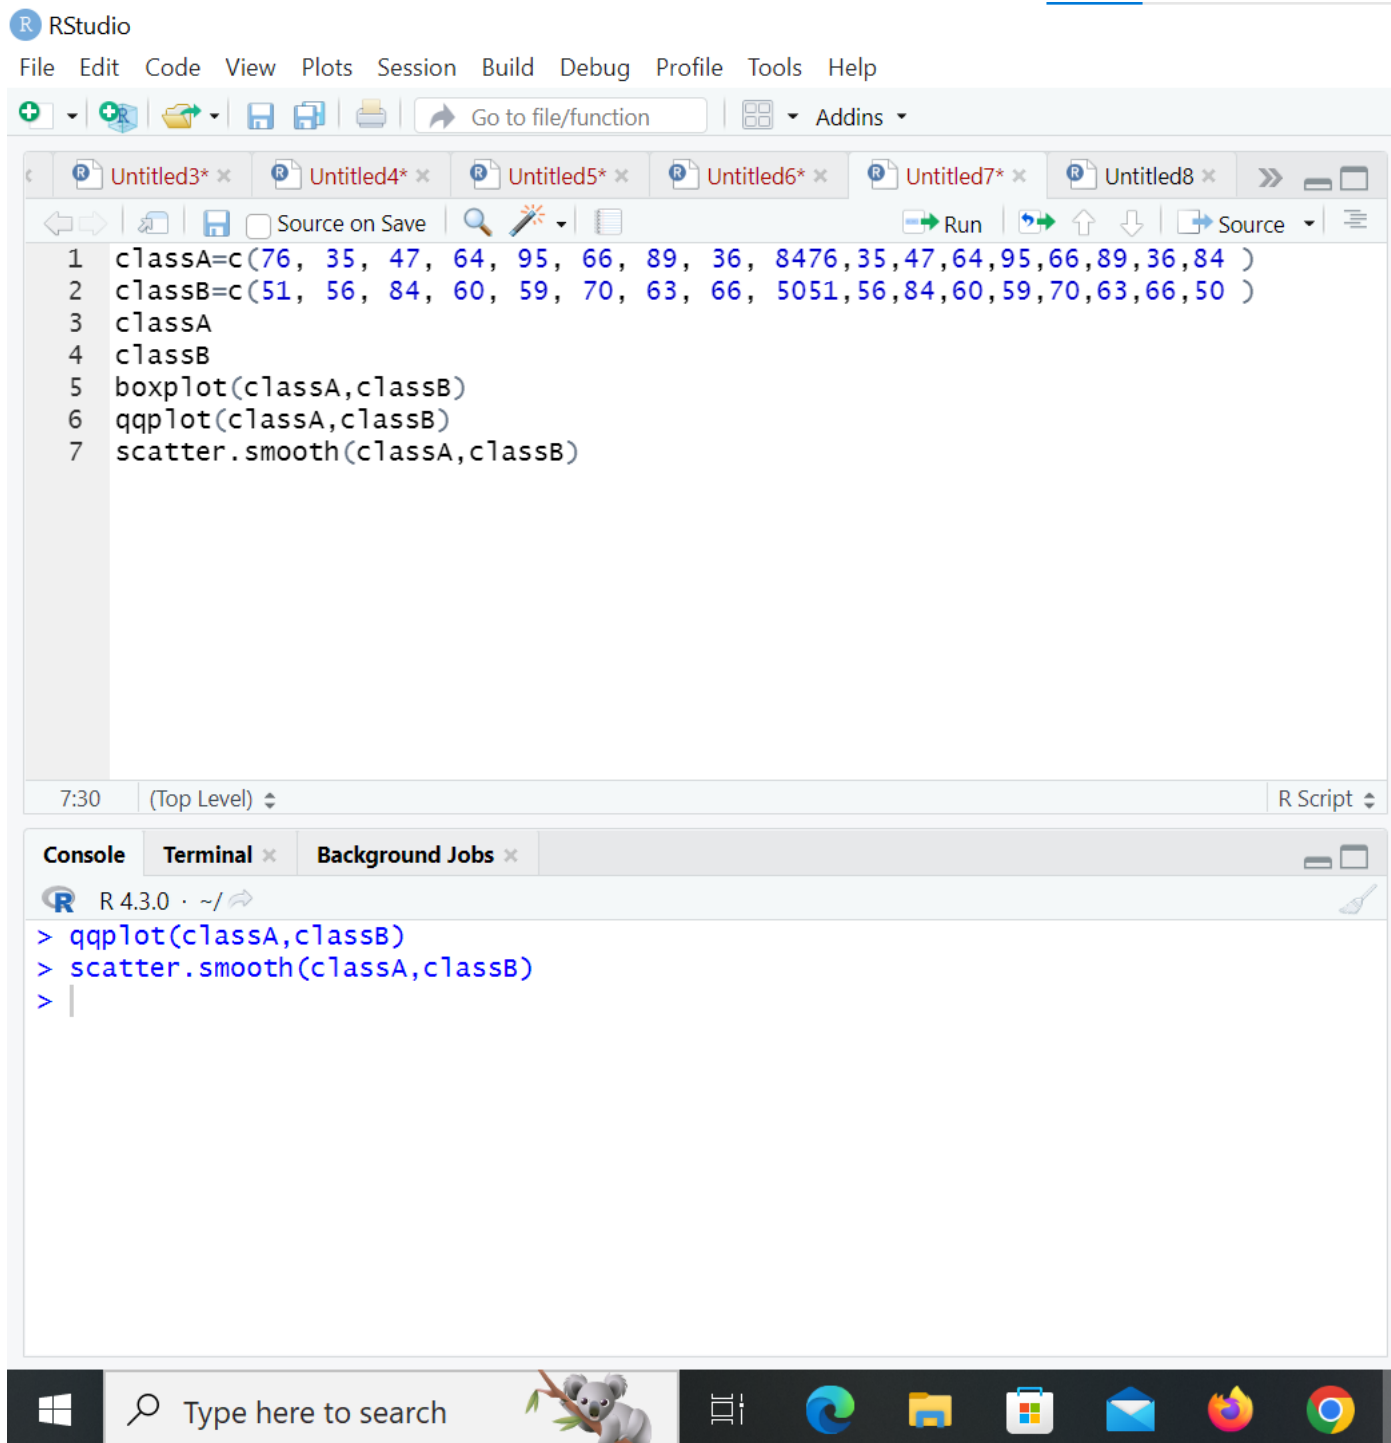 RStudio
File Edit Code View Plots Session Build Debug Profile Tools Help
Go to file/function Addins
Untitled3* Untitled4* Untitled5* Untitled6* Untitled7* Untitled8
Source on Save Run Source
1 classA=c(76, 35, 47, 64, 95, 66, 89, 36, 8476,35,47,64,95,66,89,36,84 )
2 classB=c(51, 56, 84, 60, 59, 70, 63, 66, 5051,56,84,60,59,70,63,66,50 )
3 classA
4 classB
5 boxplot(classA,classB)
6 qqplot(classA,classB)
7 scatter.smooth(classA,classB)
7:30 (Top Level) R Script
Console Terminal Background Jobs
R R 4.3.0 · ~/
> qqplot(classA,classB)
> scatter.smooth(classA,classB)
>
Type here to search